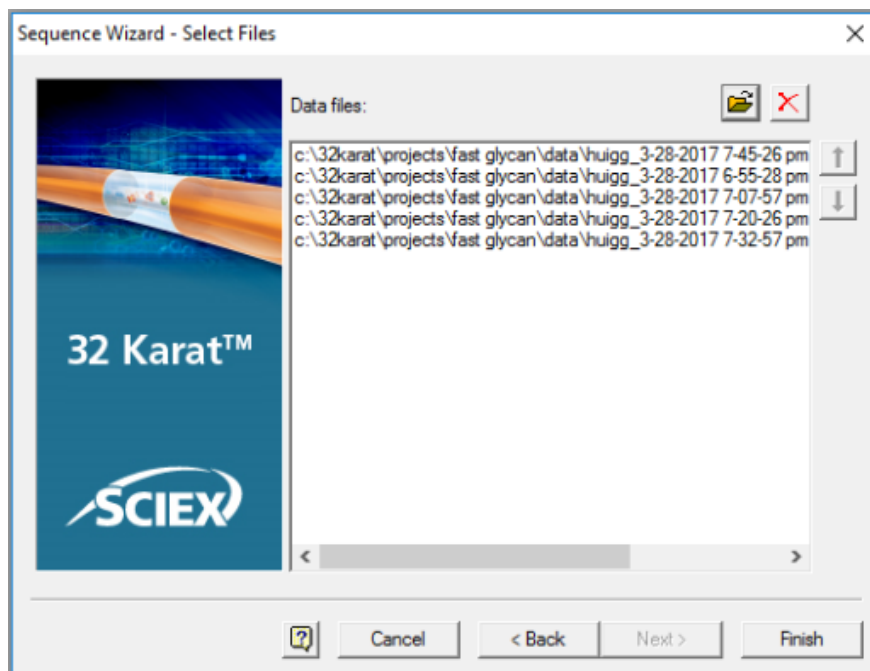 Sequence Wizard - Select Files
Data files:
c:\32karat\projects\fast glycan\data\huigg_3-28-2017 7-45-26 pm
c:\32karat\projects\fast glycan\data\huigg_3-28-2017 6-55-28 pm
c:\32karat\projects\fast glycan\data\huigg_3-28-2017 7-07-57 pm
c:\32karat\projects\fast glycan\data\huigg_3-28-2017 7-20-26 pm
c:\32karat\projects\fast glycan\data\huigg_3-28-2017 7-32-57 pm
32 Karat™
SCIEX
Cancel
< Back
Next >
Finish